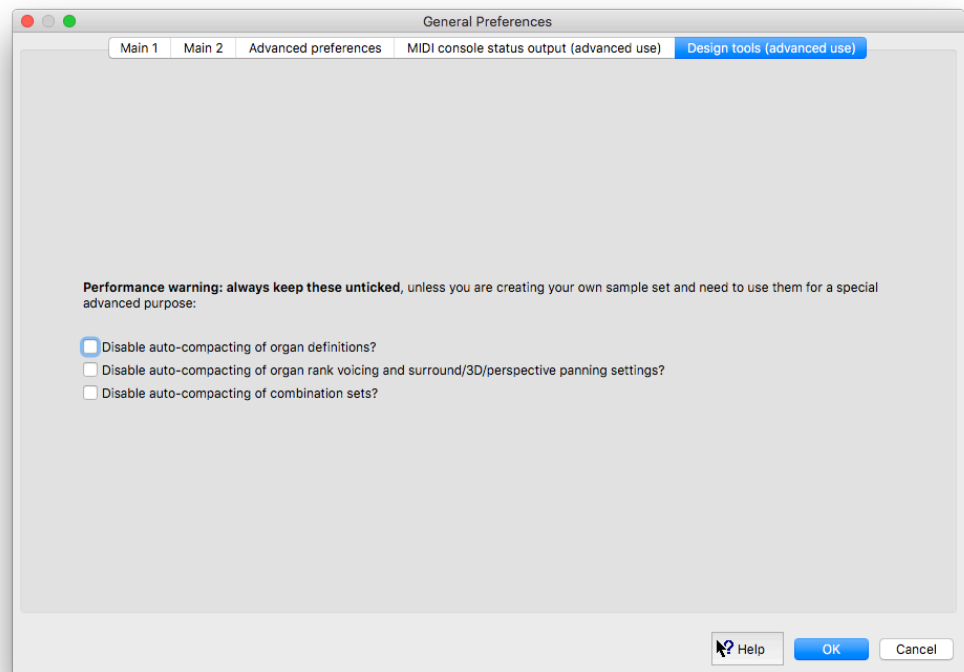 General Preferences
Main 1
Main 2
Advanced preferences
MIDI console status output (advanced use)
Design tools (advanced use)
Performance warning: always keep these unticked, unless you are creating your own sample set and need to use them for a special
advanced purpose:
Disable auto-compacting of organ definitions?
Disable auto-compacting of organ rank voicing and surround/3D/perspective panning settings?
Disable auto-compacting of combination sets?
? Help
OK
Cancel